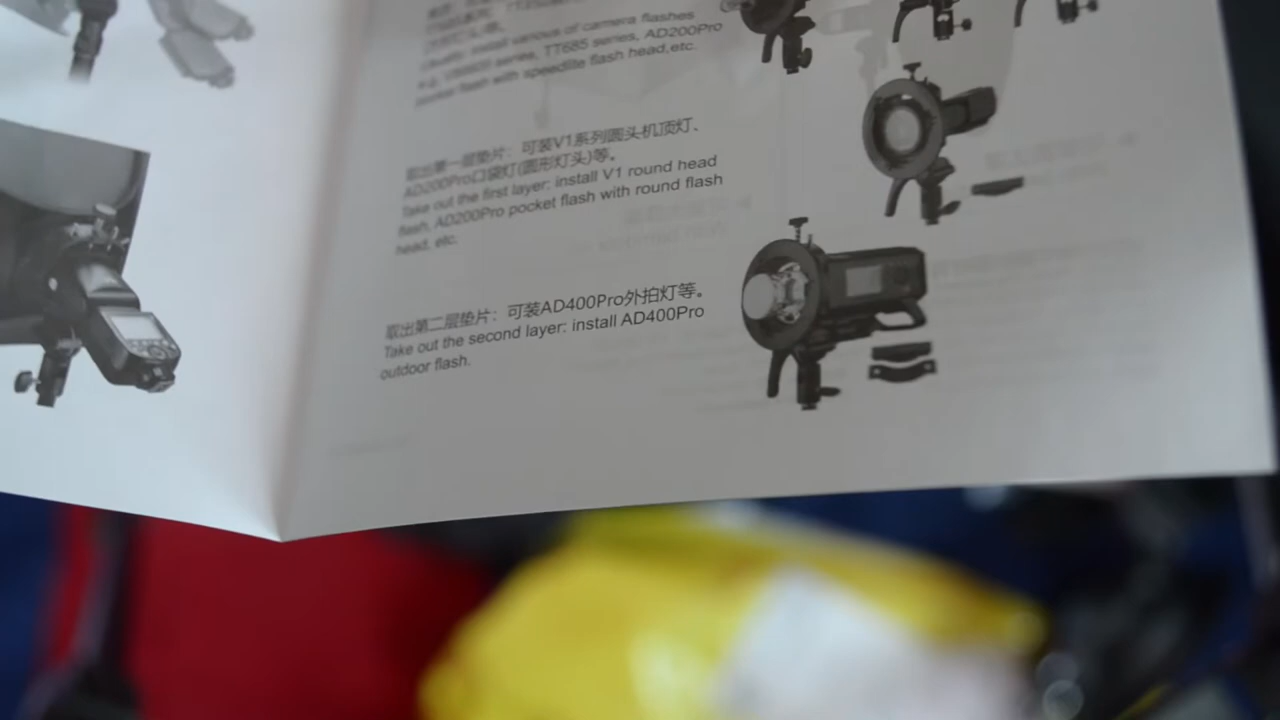 install various of camera flashes
series, TT685 series, AD200Pro
pocket flash with speedlite flash head,etc.
取出第一层垫片：可装V1系列圆头机顶灯、
AD200Pro口袋灯(圆形灯头)等。
Take out the first layer: install V1 round head
flash, AD200Pro pocket flash with round flash
head, etc.
取出第二层垫片：可装AD400Pro外拍灯等。
Take out the second layer: install AD400Pro
outdoor flash.